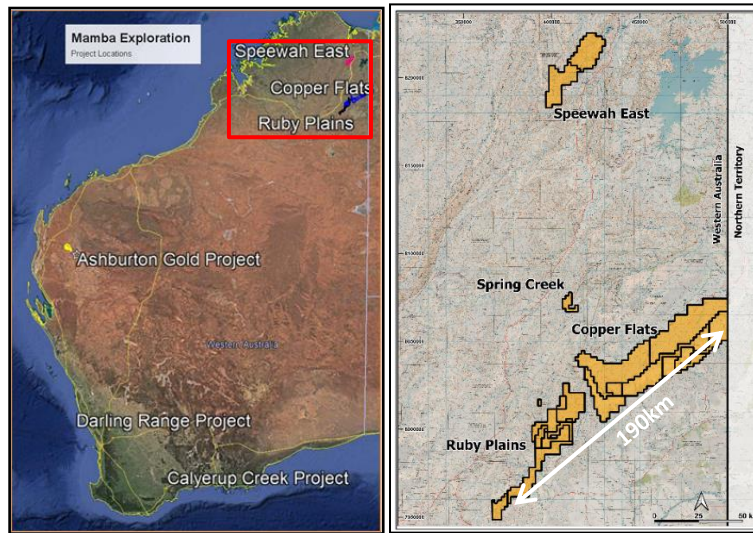 Mamba Exploration
Project Locations
Speewah East
Copper Flats
Ruby Plains
Ashburton Gold Project
Western Australia
Darling Range Project
Calyerup Creek Project
Speewah East
Western Australia
Northern Territory
Spring Creek
Copper Flats
Ruby Plains
190km
0 25 50 k